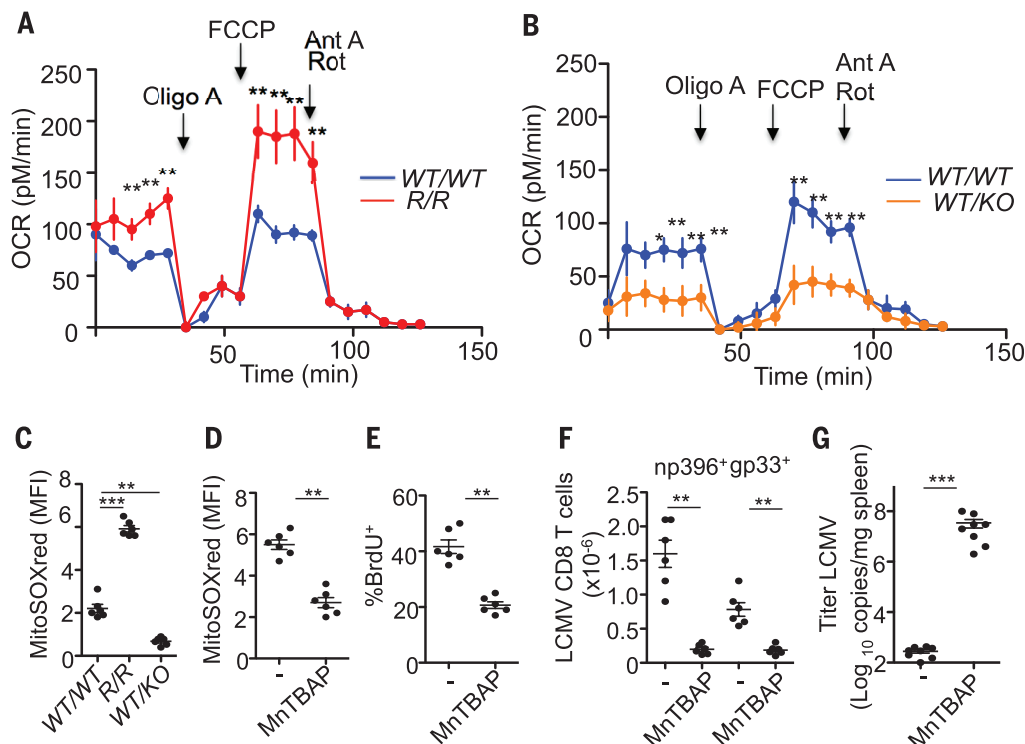 A
FCCP
Ant A
Rot
Oligo A
250
200
150
100
50
0
OCR (pM/min)
** ** **
**
** ** **
WT/WT
R/R
50
100
150
Time (min)
B
Oligo A
FCCP
Ant A
Rot
250
200
150
100
50
0
OCR (pM/min)
**
**
** **
* ** ** **
WT/WT
WT/KO
50
100
150
Time (min)
C
MitoSOXred (MFI)
8
6
4
2
0
**
***
WT/WT
R/R
WT/KO
D
MitoSOXred (MFI)
8
6
4
2
0
**
-
MnTBAP
E
%BrdU+
60
40
20
0
**
-
MnTBAP
F
np396+ gp33+
LCMV CD8 T cells
(x10-6)
2.5
2.0
1.5
1.0
0.5
0
**
**
-
MnTBAP
-
MnTBAP
G
Titer LCMV
(Log 10 copies/mg spleen)
8
6
4
2
***
-
MnTBAP